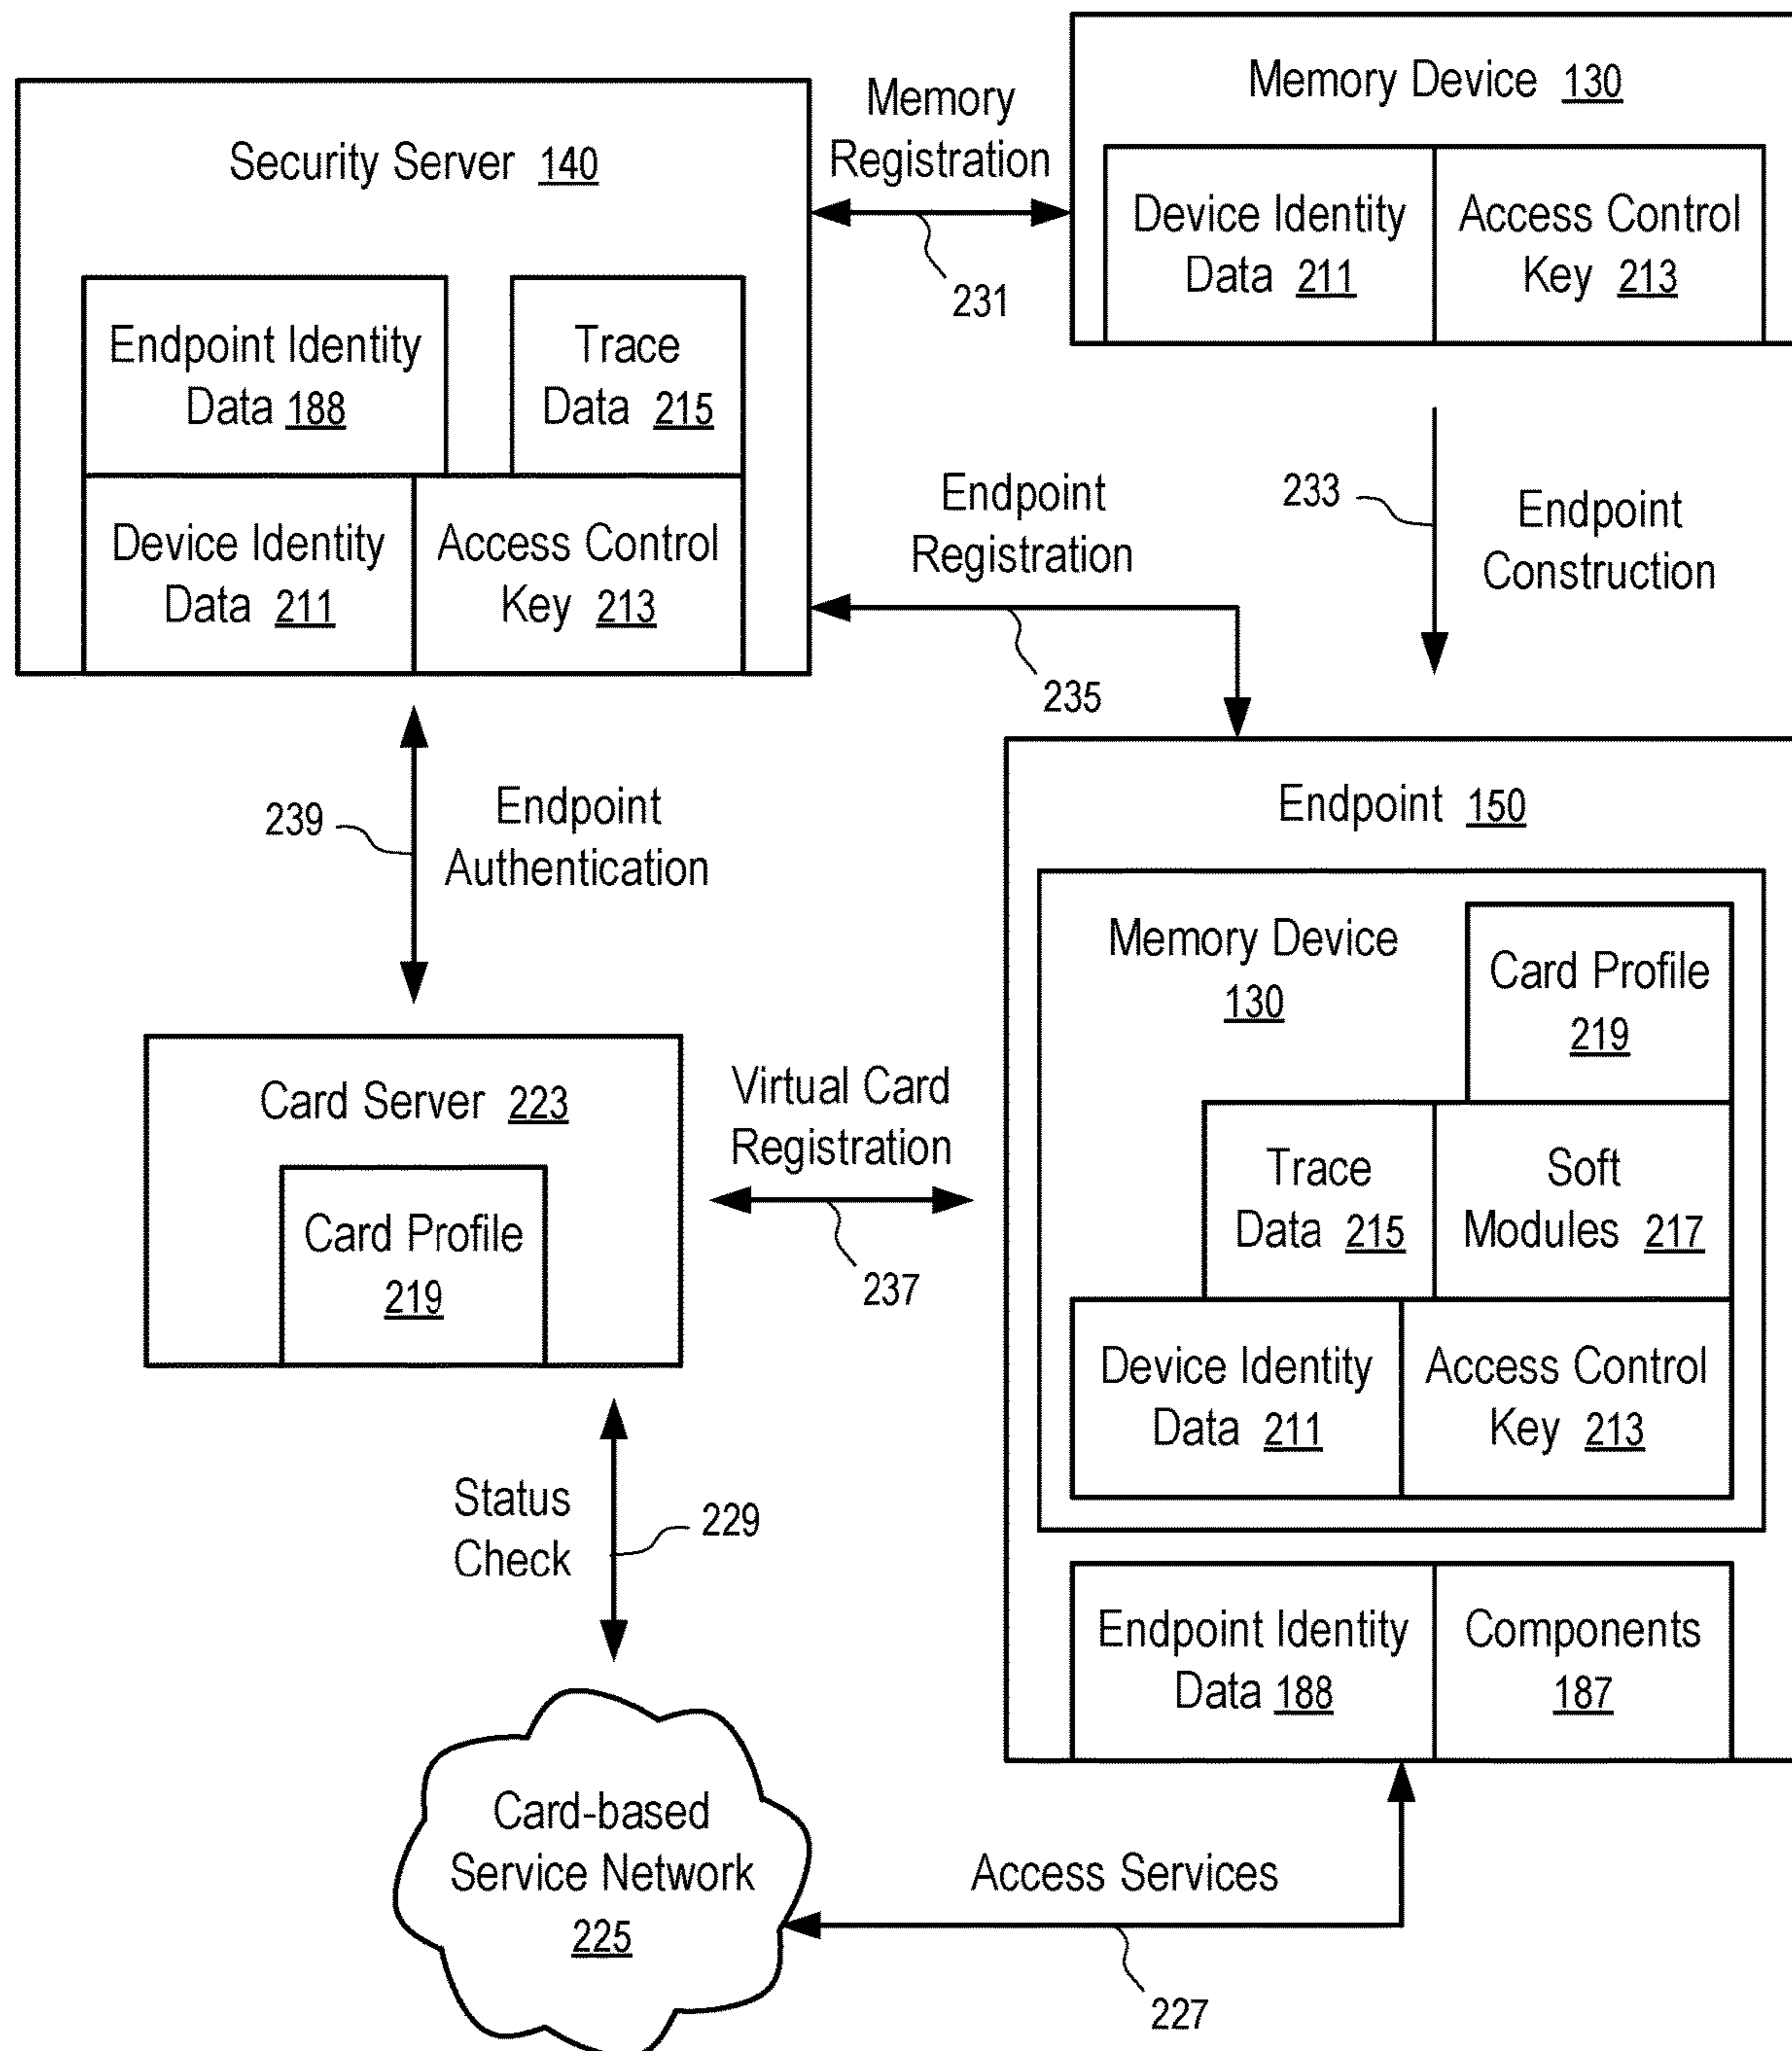 Memory Device 130
Device Identity
Data 211
Access Control
Key 213
Memory
Registration
231
Security Server 140
Endpoint Identity
Data 188
Trace
Data 215
Device Identity
Data 211
Access Control
Key 213
Endpoint
Registration
235
233
Endpoint
Construction
239
Endpoint
Authentication
Endpoint 150
Memory Device
130
Card Profile
219
Trace
Data 215
Soft
Modules 217
Device Identity
Data 211
Access Control
Key 213
Endpoint Identity
Data 188
Components
187
Card Server 223
Card Profile
219
Virtual Card
Registration
237
Status
Check
229
Card-based
Service Network
225
Access Services
227